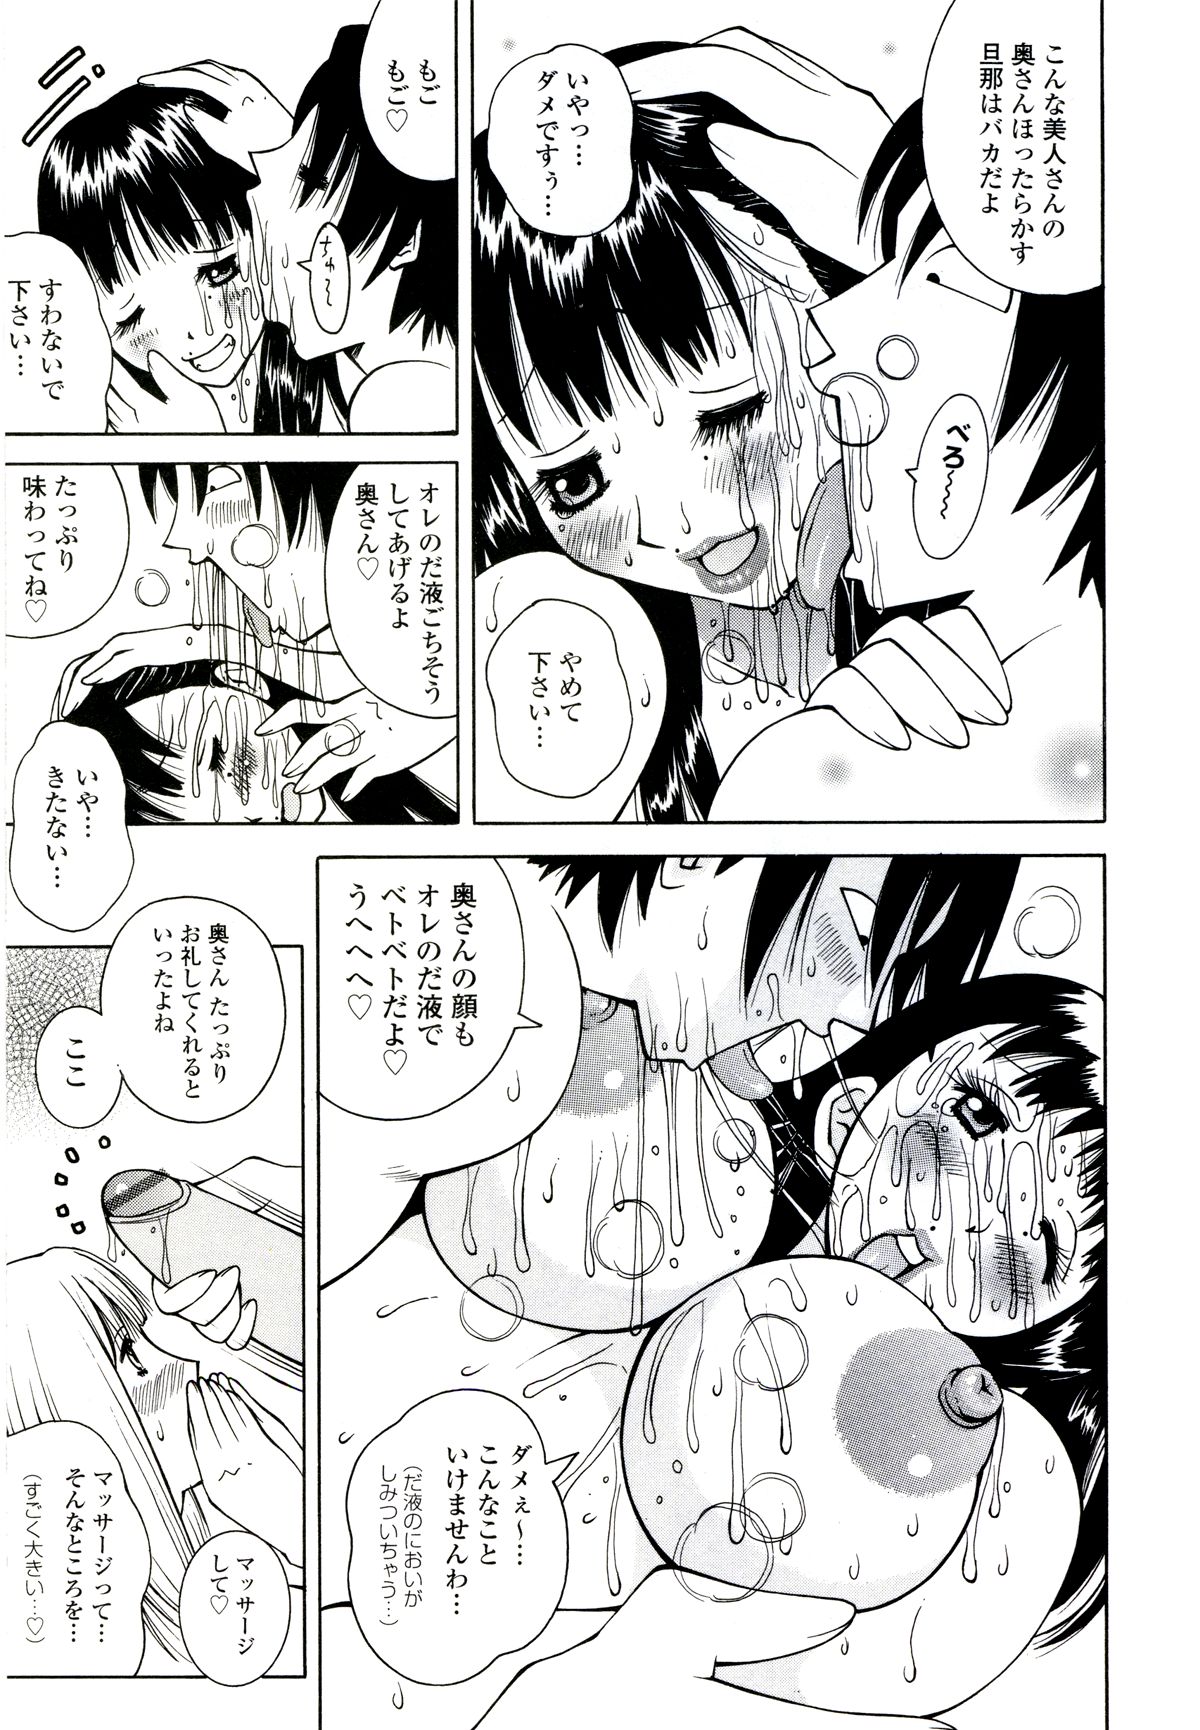 こんな美人さんの
奥さんほったらかす
旦那はバカだよ
いやっ…
ダメですぅ…
べろ～～～
やめて
下さい…
もご
もご♡
ちゅ～
すわないで
下さい…
オレのだ液ごちそう
してあげるよ
奥さん♡
たっぷり
味わってね♡
いや…
きたない…
奥さんの顔も
オレのだ液で
ベトベトだよ♡
うへへへ♡
ダメぇ～…
こんなこと
いけませんわ…
（だ液のにおいが
しみついちゃう…）
奥さん たっぷり
お礼してくれると
いったよね
ここ
マッサージ
して♡
マッサージって…
そんなところを…
（すごく大きい…♡）